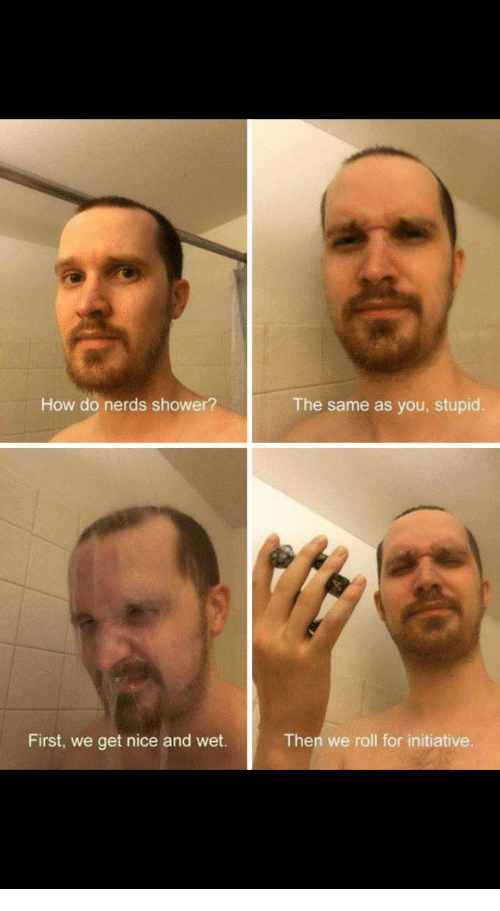 How do nerds shower?
The same as you, stupid.
First, we get nice and wet.
Then we roll for initiative.